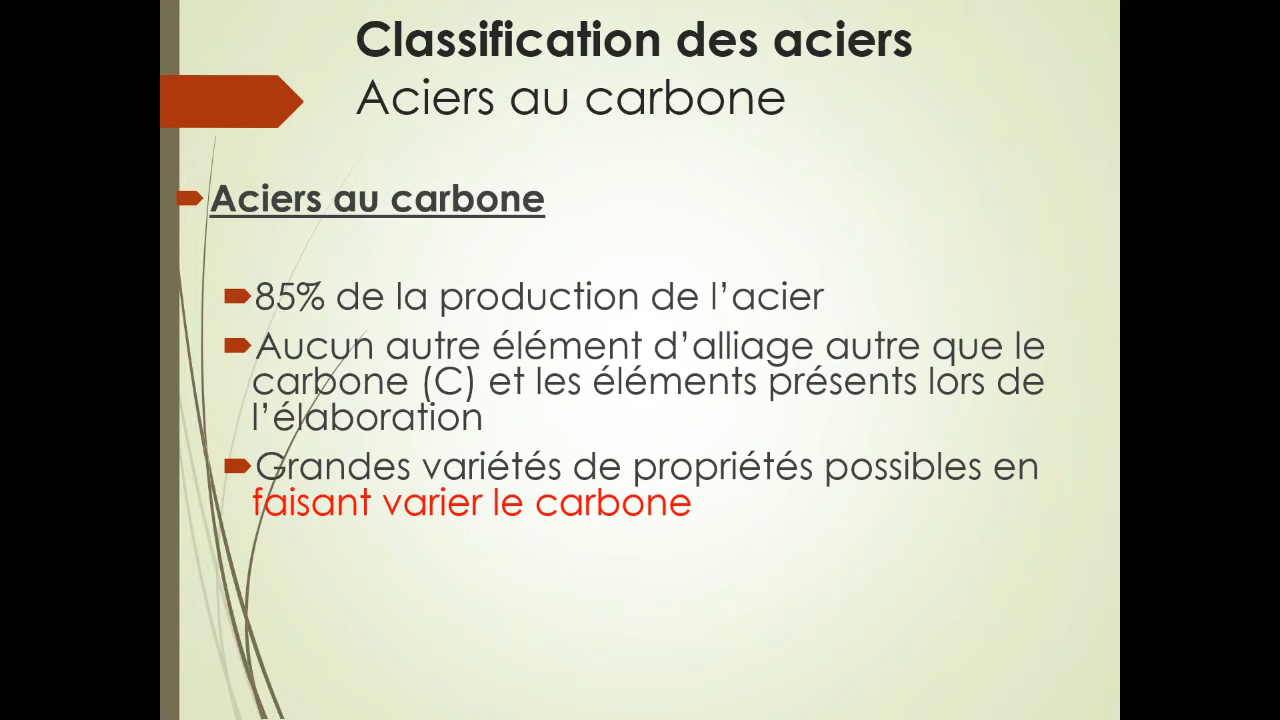 Classification des aciers
Aciers au carbone
Aciers au carbone
85% de la production de l’acier
Aucun autre élément d’alliage autre que le
carbone (C) et les éléments présents lors de
l’élaboration
Grandes variétés de propriétés possibles en
faisant varier le carbone